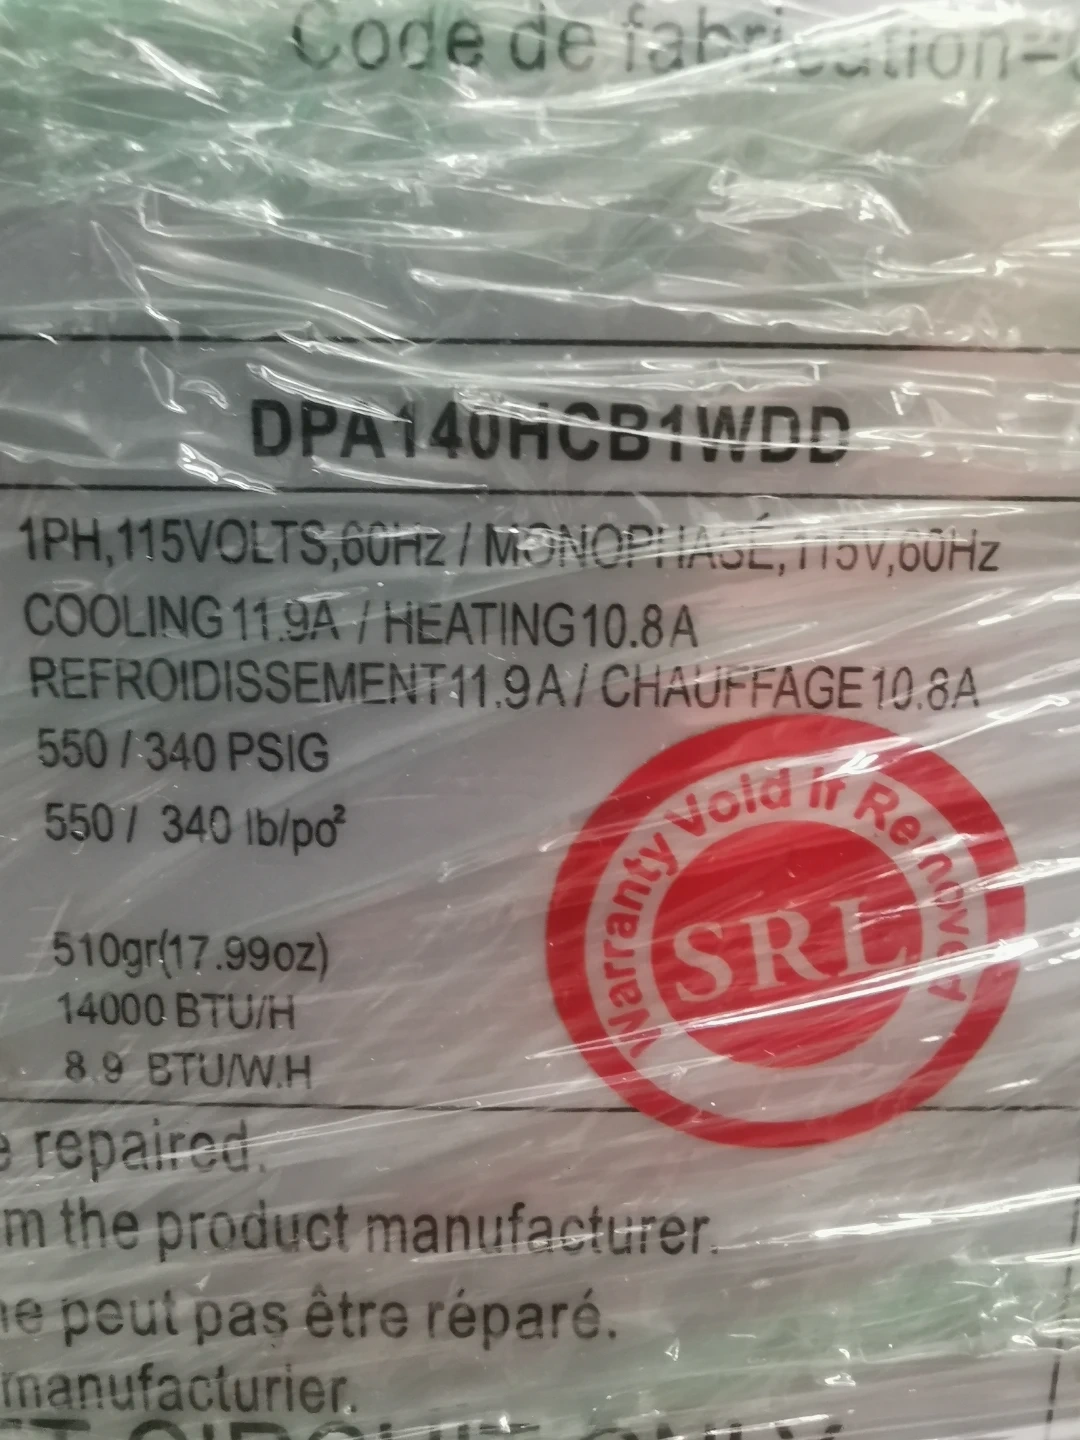 Code de fabrication=
DPA140HCB1WDD
1PH,115VOLTS,60Hz / MONOPHASÉ,115V,60Hz
COOLING 11.9A / HEATING 10.8A
REFROIDISSEMENT 11.9A / CHAUFFAGE 10.8A
550 / 340 PSIG
550 / 340 lb/po²
Warranty Void If Removed
SRL
510gr(17.99oz)
14000 BTU/H
8.9 BTU/W.H
repaired.
the product manufacturer.
peut pas être réparé.
manufacturier.
CIRCUIT ONLY